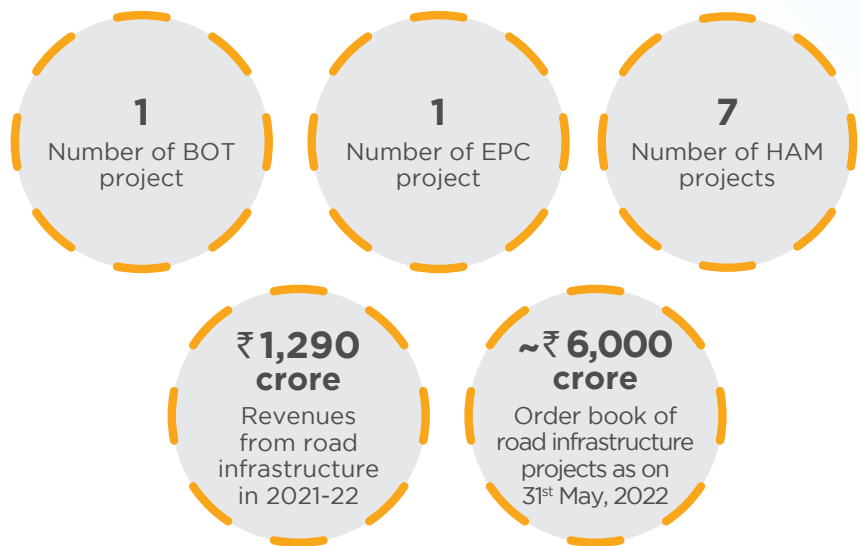 1
Number of BOT
project
1
Number of EPC
project
7
Number of HAM
projects
₹ 1,290
crore
Revenues
from road
infrastructure
in 2021-22
~₹ 6,000
crore
Order book of
road infrastructure
projects as on
31st May, 2022